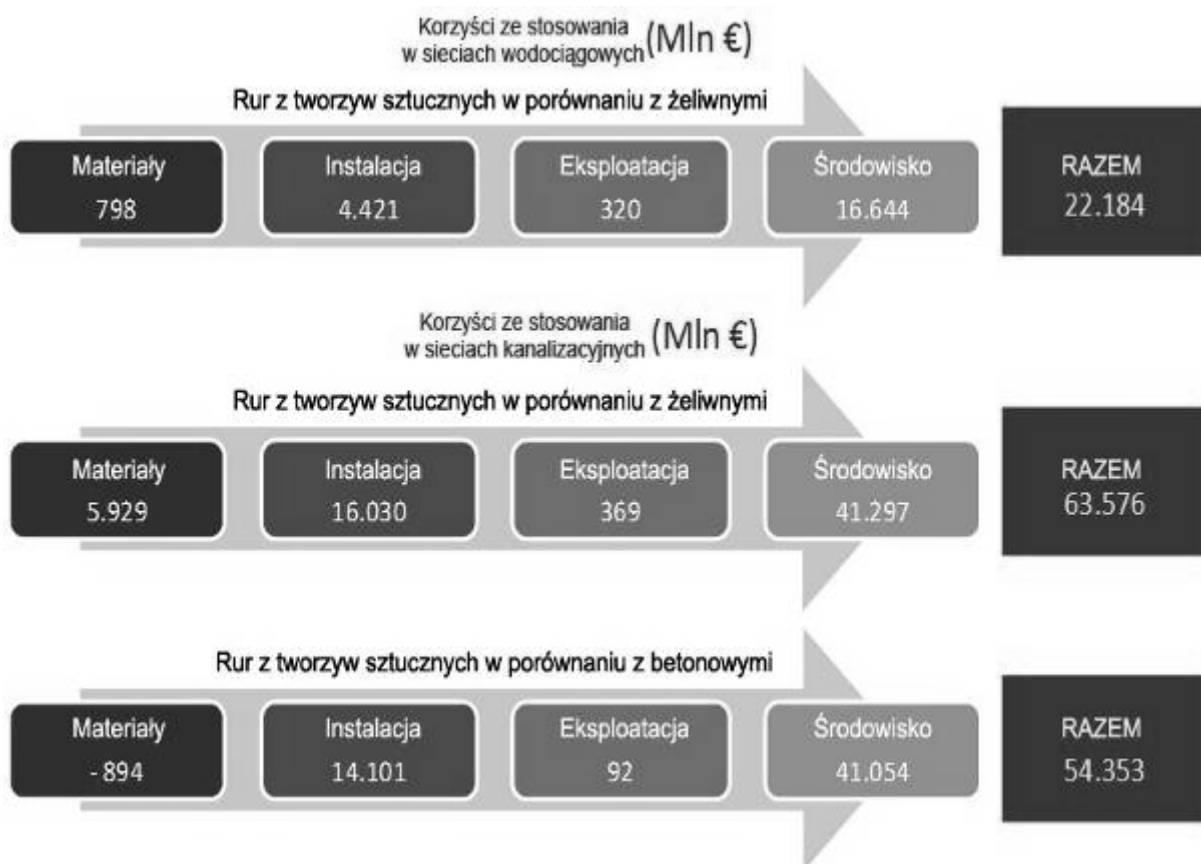 Korzyści ze stosowania
w sieciach wodociągowych (Mln €)
Rur z tworzyw sztucznych w porównaniu z żeliwnymi
Materiały
798
Instalacja
4.421
Eksploatacja
320
Środowisko
16.644
RAZEM
22.184
Korzyści ze stosowania
w sieciach kanalizacyjnych (Mln €)
Rur z tworzyw sztucznych w porównaniu z żeliwnymi
Materiały
5.929
Instalacja
16.030
Eksploatacja
369
Środowisko
41.297
RAZEM
63.576
Rur z tworzyw sztucznych w porównaniu z betonowymi
Materiały
- 894
Instalacja
14.101
Eksploatacja
92
Środowisko
41.054
RAZEM
54.353